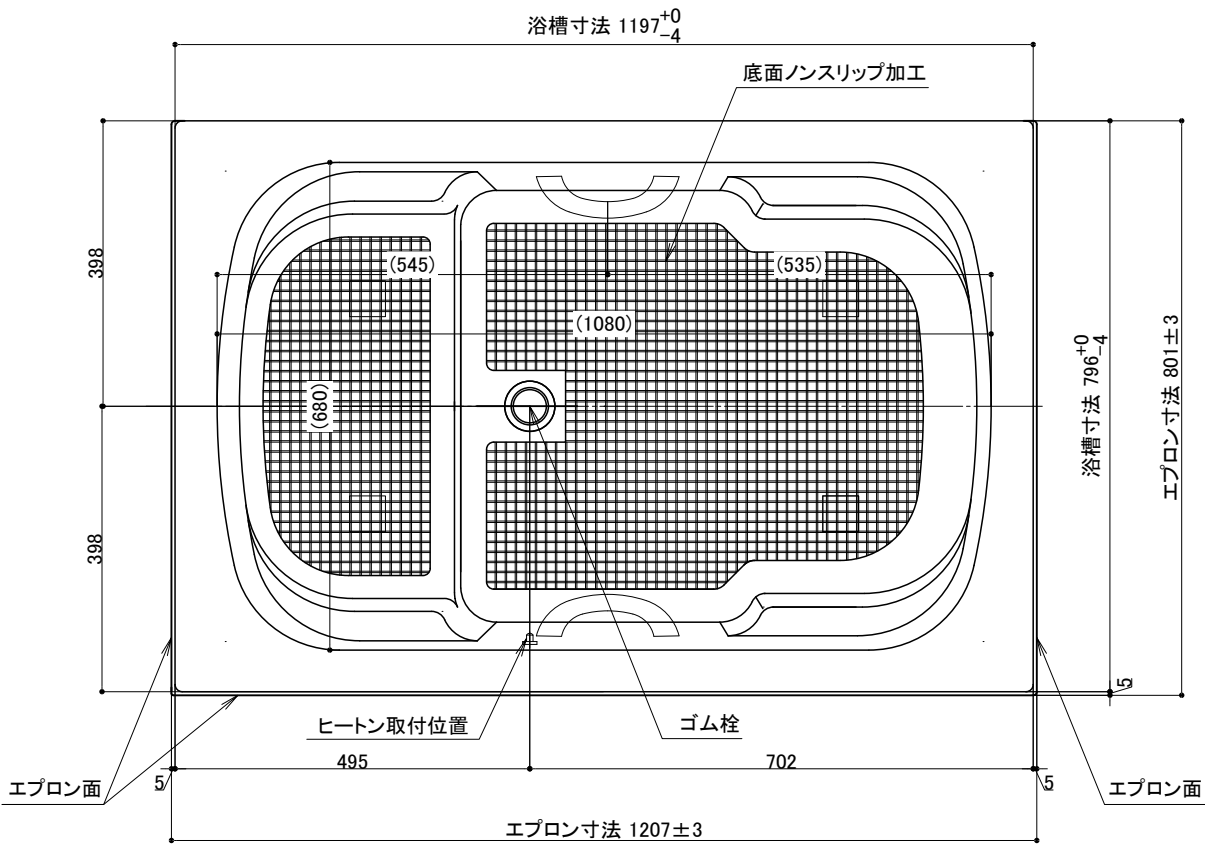 浴槽寸法 1197+0-4
底面ノンスリップ加工
398
(545)
(535)
(1080)
(680)
浴槽寸法 796+0-4
エプロン寸法 801±3
398
5
ヒートン取付位置
ゴム栓
495
702
5
5
エプロン面
エプロン面
エプロン寸法 1207±3